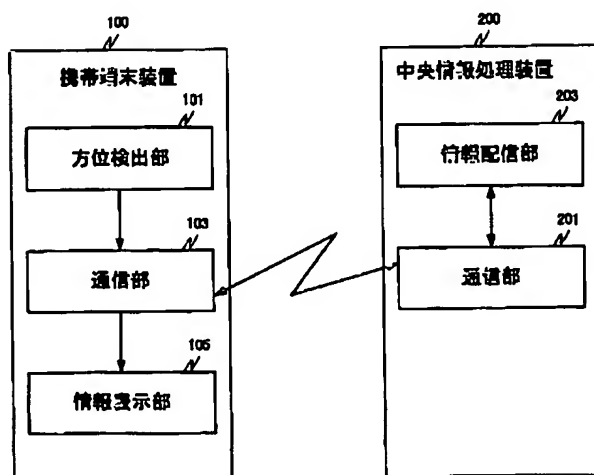 100
携帯端末装置
101
方位検出部
103
通信部
105
情報表示部
200
中央情報処理装置
203
情報配信部
201
通信部